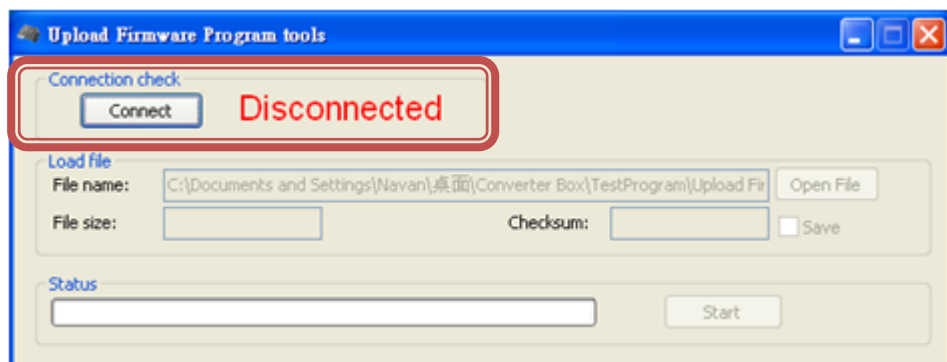 Upload Firmware Program tools
Connection check
Connect Disconnected
Load file
File name: C:\Documents and Settings\Navan\桌面\Converter Box\TestProgram\Upload Fir Open File
File size: Checksum: Save
Status
Start